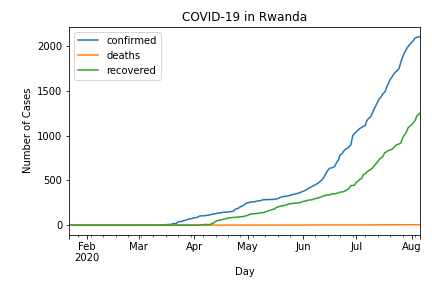 COVID-19 in Rwanda
confirmed
deaths
recovered
Number of Cases
2000
1500
1000
500
0
Feb
2020
Mar
Apr
May
Jun
Jul
Aug
Day